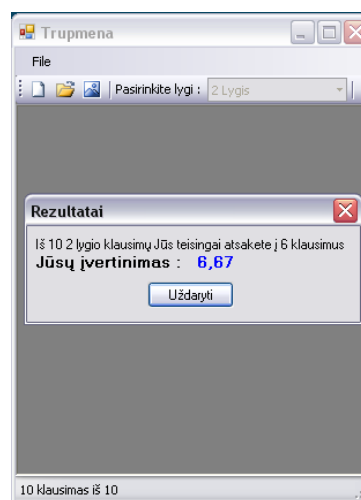 Trupmena
File
Pasirinkite lygi : 2 Lygis
Rezultatai
Iš 10 2 lygio klausimų Jūs teisingai atsakete į 6 klausimus
Jūsų įvertinimas : 6,67
Uždaryti
10 klausimas iš 10